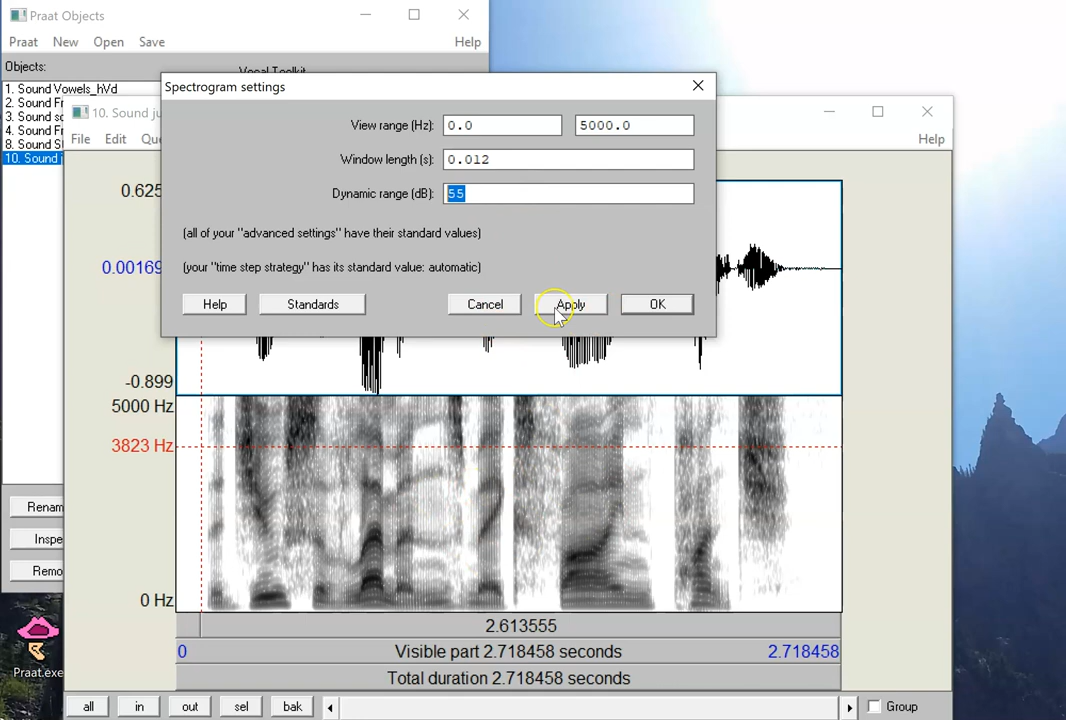 Praat Objects
Praat New Open Save Help
Objects:
1. Sound Vowels_hVd
2. Sound Fr
3. Sound so
4. Sound Fr
8. Sound S
10. Sound j
Vocal Toolkit
Renam
Inspe
Remo
Praat.exe
10. Sound ju
File Edit Que Help
Spectrogram settings
View range (Hz): 0.0 5000.0
Window length (s): 0.012
Dynamic range (dB): 55
(all of your "advanced settings" have their standard values)
(your "time step strategy" has its standard value: automatic)
Help Standards Cancel Apply OK
0.625
0.00169
-0.899
5000 Hz
3823 Hz
0 Hz
2.613555
0 Visible part 2.718458 seconds 2.718458
Total duration 2.718458 seconds
all in out sel bak Group